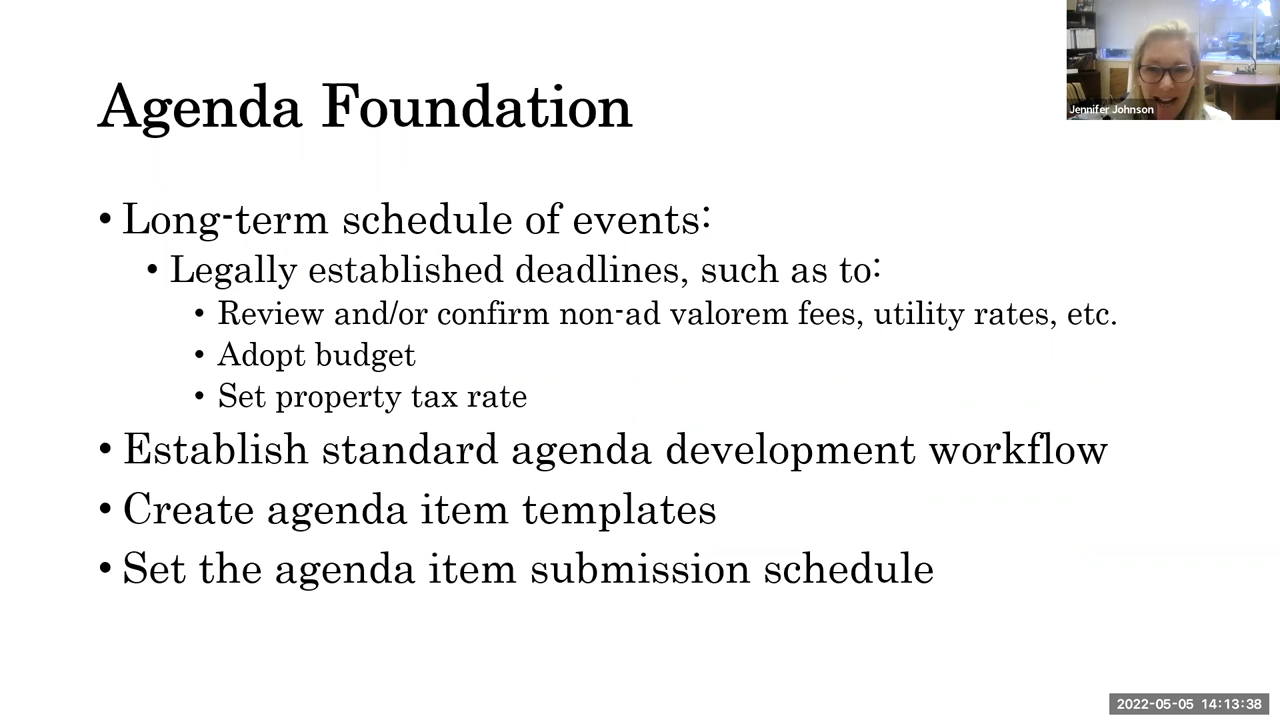 Agenda Foundation
Jennifer Johnson
• Long-term schedule of events:
• Legally established deadlines, such as to:
• Review and/or confirm non-ad valorem fees, utility rates, etc.
• Adopt budget
• Set property tax rate
• Establish standard agenda development workflow
• Create agenda item templates
• Set the agenda item submission schedule
2022-05-05 14:13:38